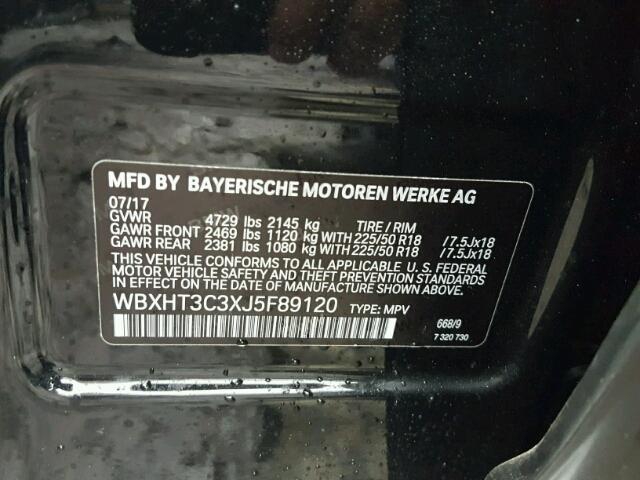 MFD BY BAYERISCHE MOTOREN WERKE AG
07/17
GVWR 4729 lbs 2145 kg TIRE / RIM
GAWR FRONT 2469 lbs 1120 kg WITH 225/50 R18 / 7.5Jx18
GAWR REAR 2381 lbs 1080 kg WITH 225/50 R18 / 7.5Jx18
THIS VEHICLE CONFORMS TO ALL APPLICABLE U. S. FEDERAL
MOTOR VEHICLE SAFETY, BUMPER, AND THEFT PREVENTION STANDARDS
IN EFFECT ON THE DATE OF MANUFACTURE SHOWN ABOVE.
WBXHT3C3XJ5F89120 TYPE: MPV
668/9
7 320 730